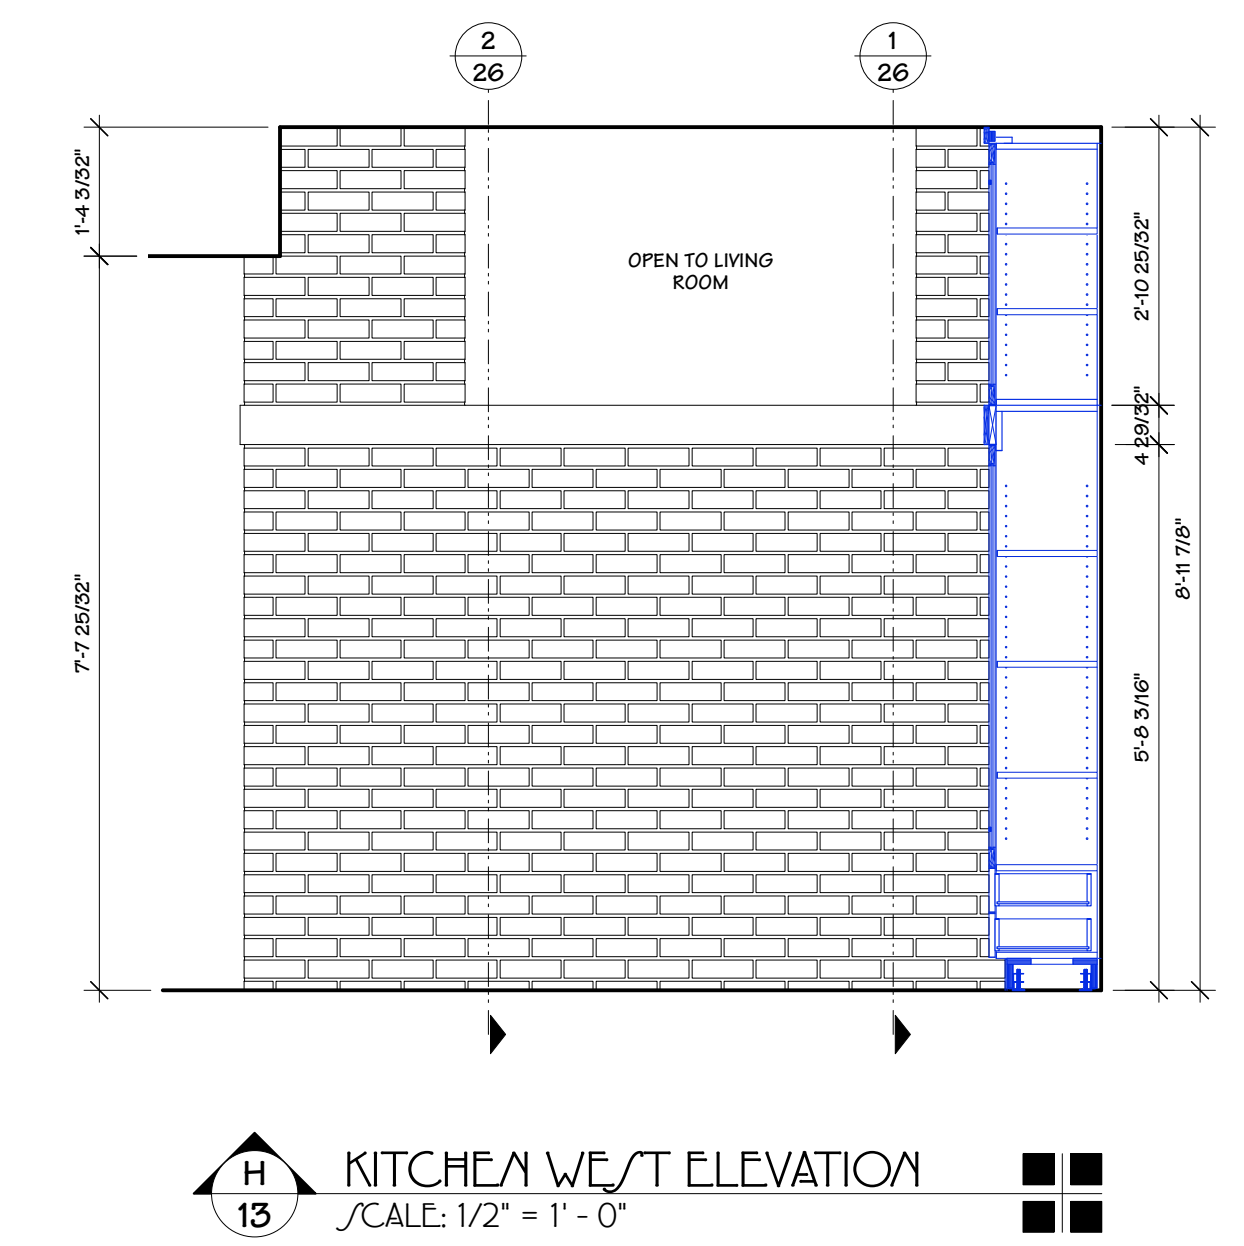 2
26
1
26
1'-4 3/32"
OPEN TO LIVING
ROOM
2'-10 25/32"
4 29/32"
8'-11 7/8"
7'-7 25/32"
5'-8 3/16"
H
13
KITCHEN WEST ELEVATION
SCALE: 1/2" = 1' - 0"